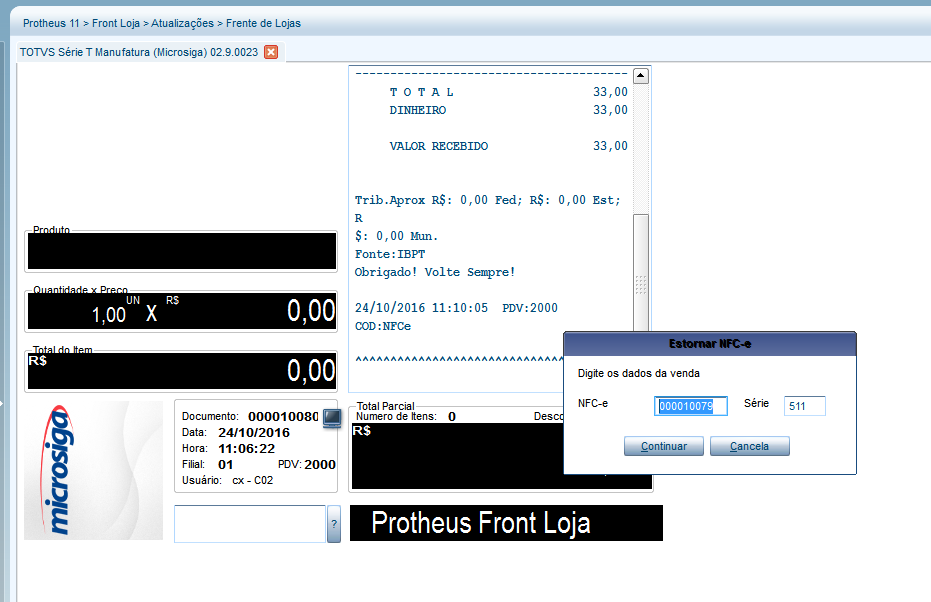 Protheus 11 > Front Loja > Atualizações > Frente de Lojas
TOTVS Série T Manufatura (Microsiga) 02.9.0023
--------------------------------------
T O T A L 33,00
DINHEIRO 33,00
VALOR RECEBIDO 33,00
Trib.Aprox R$: 0,00 Fed; R$: 0,00 Est;
R
$: 0,00 Mun.
Fonte:IBPT
Obrigado! Volte Sempre!
24/10/2016 11:10:05 PDV:2000
COD:NFCe
^^^^^^^^^^^^^^^^^^^^^^^^^^^^^
Produto
Quantidade x Preço
1,00 UN X R$ 0,00
Total do Item
R$ 0,00
microsiga
Documento: 000010080
Data: 24/10/2016
Hora: 11:06:22
Filial: 01 PDV: 2000
Usuário: cx - C02
?
Total Parcial
Numero de Itens: 0 Desco
R$
Protheus Front Loja
Estornar NFC-e
Digite os dados da venda
NFC-e 000010079 Série 511
Continuar Cancela